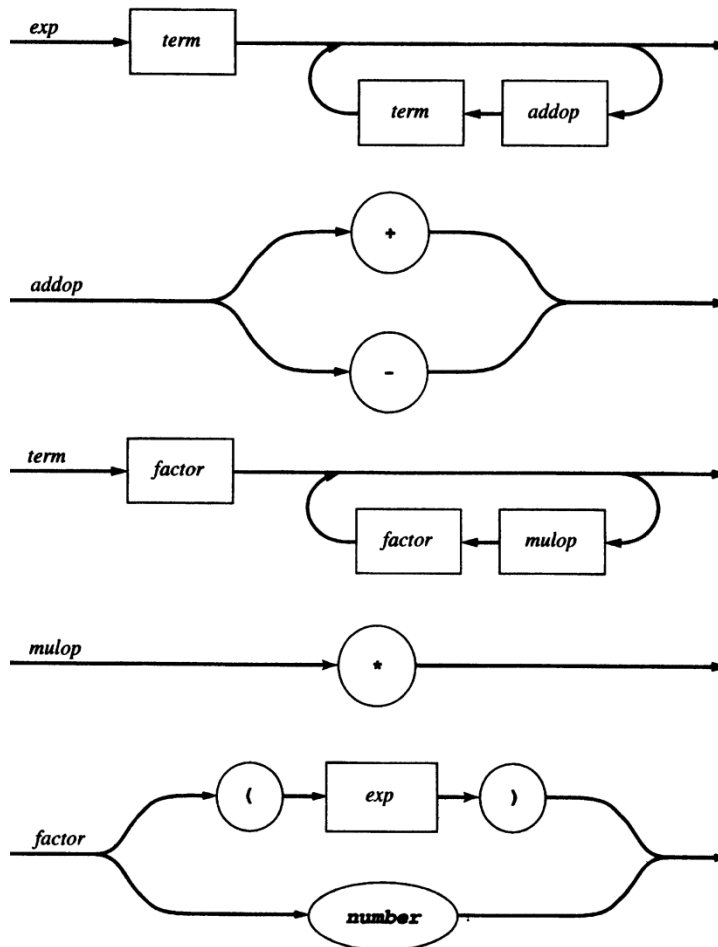 exp term
term addop
+
addop
-
term factor
factor mulop
mulop *
( exp )
factor
number